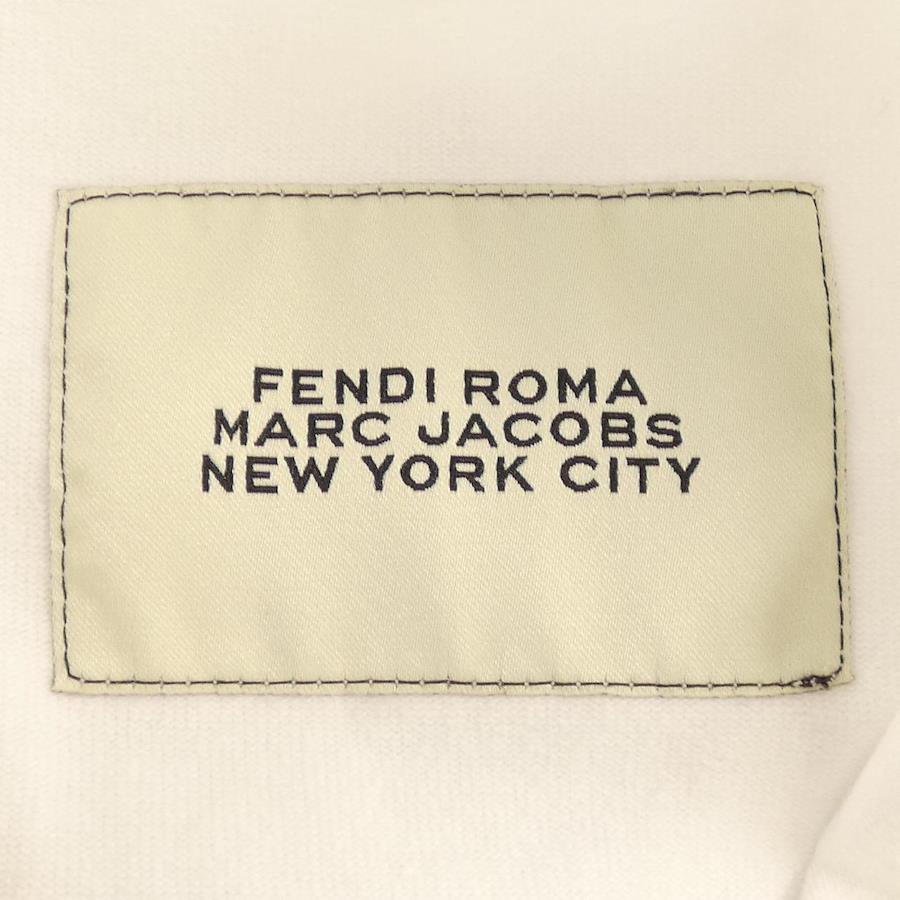 FENDI ROMA
MARC JACOBS
NEW YORK CITY